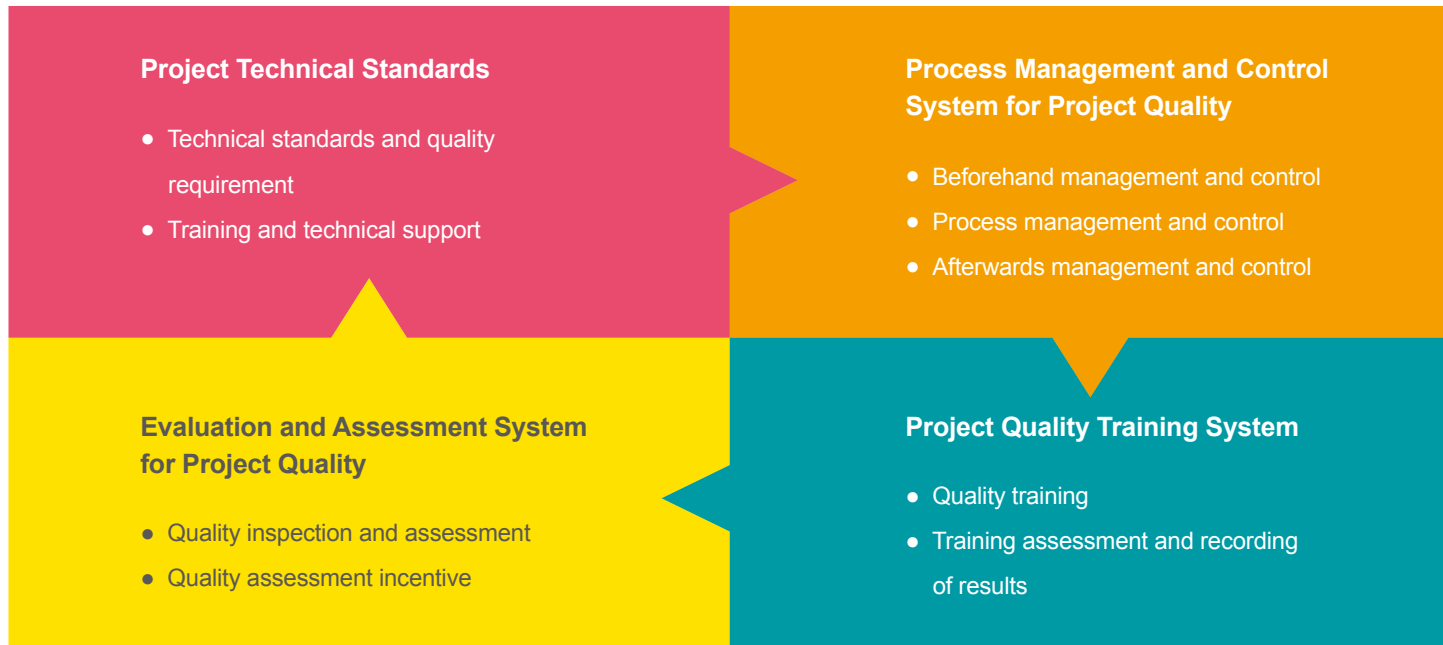 Project Technical Standards
● Technical standards and quality
requirement
● Training and technical support
Process Management and Control
System for Project Quality
● Beforehand management and control
● Process management and control
● Afterwards management and control
Evaluation and Assessment System
for Project Quality
● Quality inspection and assessment
● Quality assessment incentive
Project Quality Training System
● Quality training
● Training assessment and recording
of results